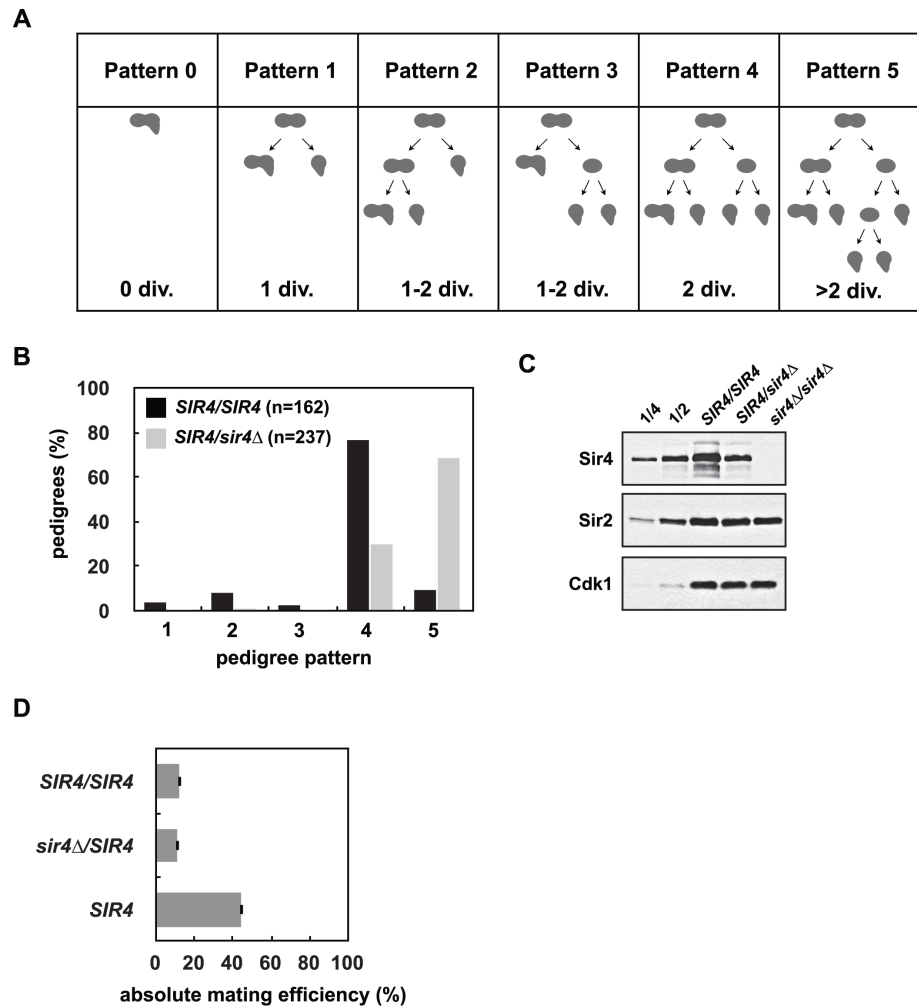 A
Pattern 0 Pattern 1 Pattern 2 Pattern 3 Pattern 4 Pattern 5
0 div. 1 div. 1-2 div. 1-2 div. 2 div. >2 div.
B
100
80
60
40
20
0
pedigrees (%)
SIR4/SIR4 (n=162)
SIR4/sir4Δ (n=237)
1 2 3 4 5
pedigree pattern
C
1/4 1/2 SIR4/SIR4 SIR4/sir4Δ sir4Δ/sir4Δ
Sir4
Sir2
Cdk1
D
SIR4/SIR4
sir4Δ/SIR4
SIR4
0 20 40 60 80 100
absolute mating efficiency (%)